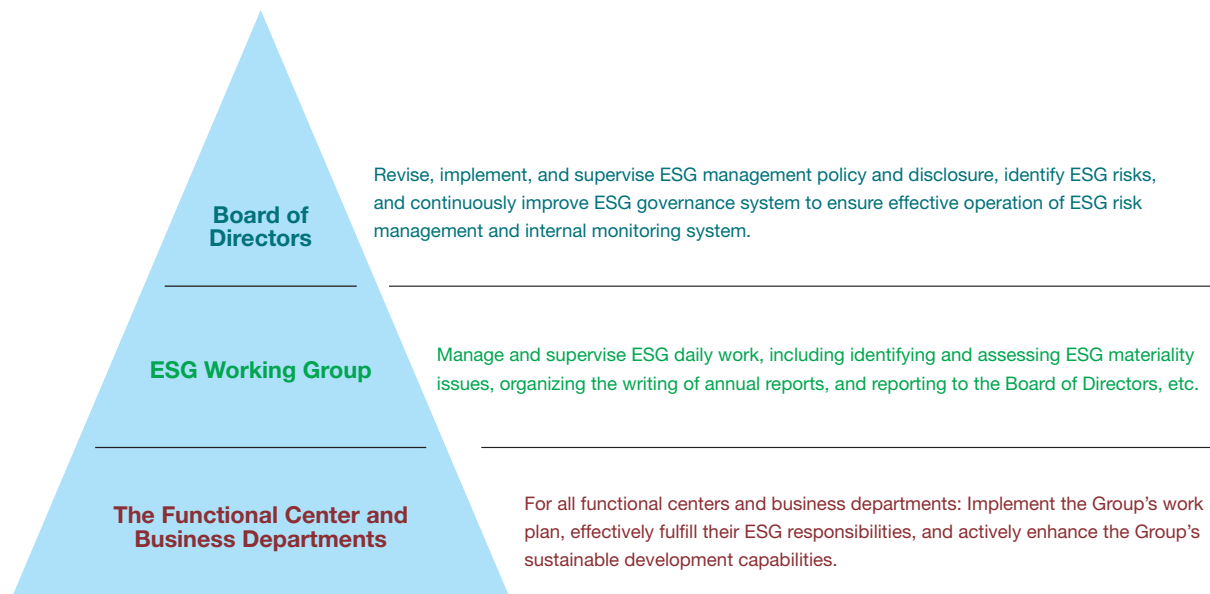 Board of
Directors
Revise, implement, and supervise ESG management policy and disclosure, identify ESG risks,
and continuously improve ESG governance system to ensure effective operation of ESG risk
management and internal monitoring system.
ESG Working Group
Manage and supervise ESG daily work, including identifying and assessing ESG materiality
issues, organizing the writing of annual reports, and reporting to the Board of Directors, etc.
The Functional Center and
Business Departments
For all functional centers and business departments: Implement the Group’s work
plan, effectively fulfill their ESG responsibilities, and actively enhance the Group’s
sustainable development capabilities.